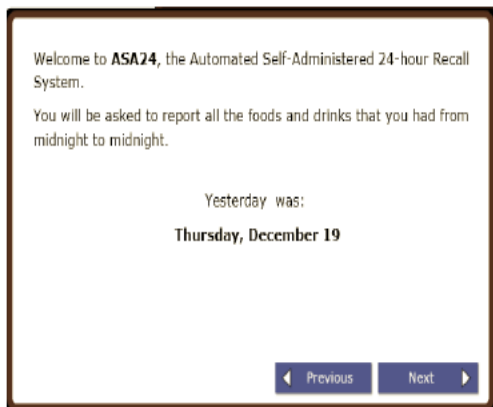 Welcome to ASA24, the Automated Self-Administered 24-hour Recall
System.
You will be asked to report all the foods and drinks that you had from
midnight to midnight.
Yesterday was:
Thursday, December 19
Previous
Next